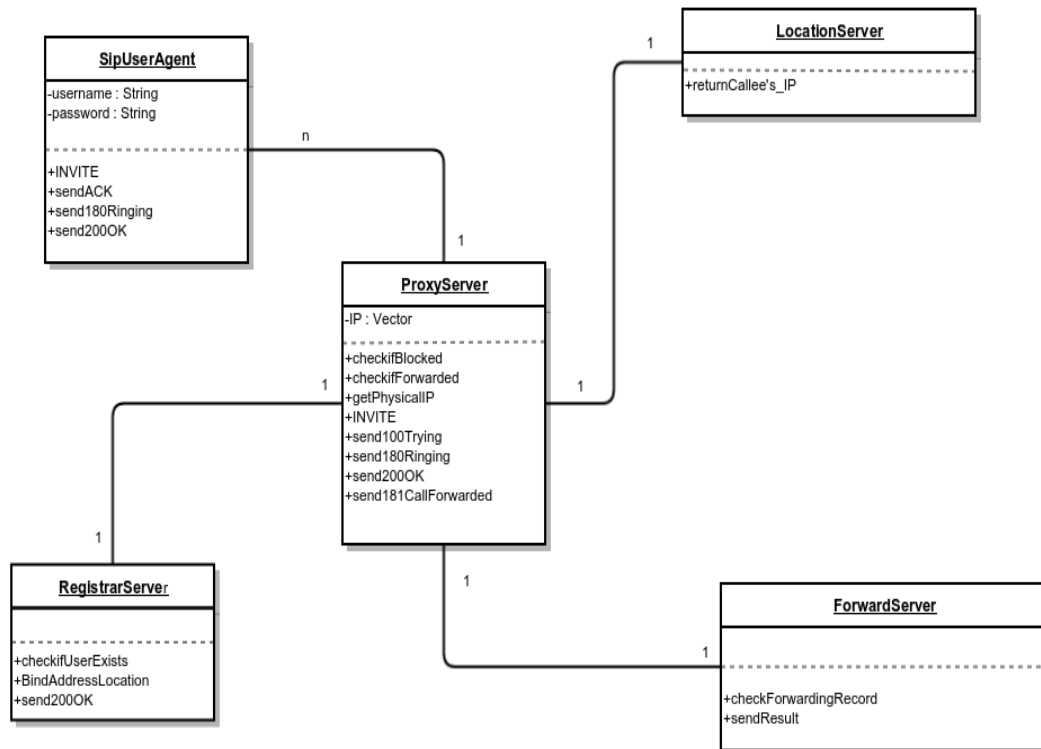 SipUserAgent
-username : String
-password : String
+INVITE
+sendACK
+send180Ringing
+send200OK
n
1
LocationServer
+returnCallee's_IP
1
ProxyServer
-IP : Vector
+checkifBlocked
+checkifForwarded
+getPhysicalIP
+INVITE
+send100Trying
+send180Ringing
+send200OK
+send181CallForwarded
1
1
1
1
RegistrarServer
+checkifUserExists
+BindAddressLocation
+send200OK
1
ForwardServer
+checkForwardingRecord
+sendResult